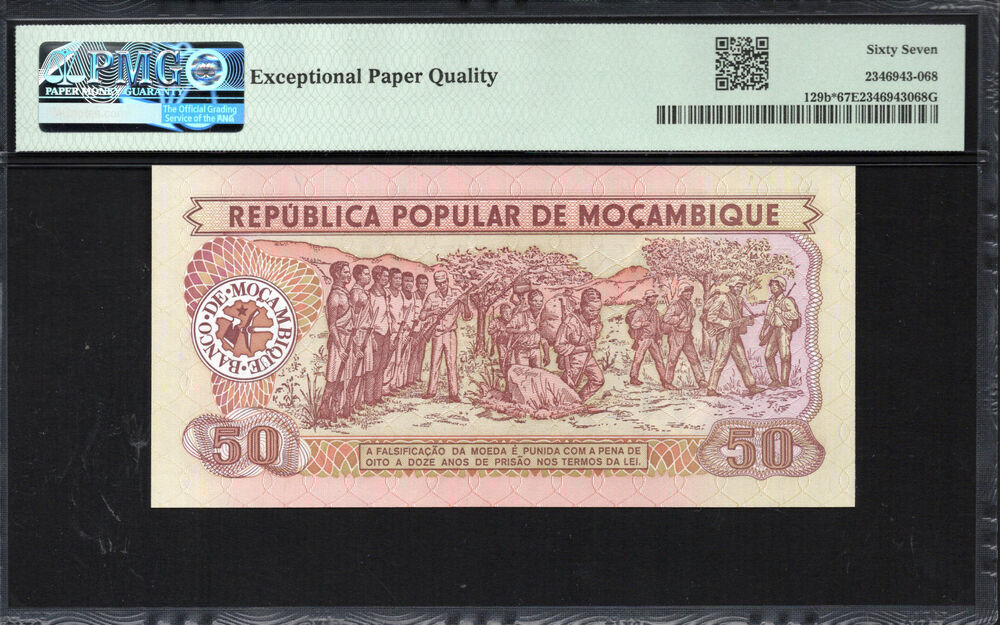 PMG
PAPER MONEY GUARANTY
The Official Grading
Service of the ANA
Exceptional Paper Quality
Sixty Seven
2346943-068
129b*67E2346943068G
REPÚBLICA POPULAR DE MOÇAMBIQUE
BANCO·DE·MOÇAMBIQUE·
50
A FALSIFICAÇÃO DA MOEDA É PUNIDA COM A PENA DE
OITO A DOZE ANOS DE PRISÃO NOS TERMOS DA LEI.
50